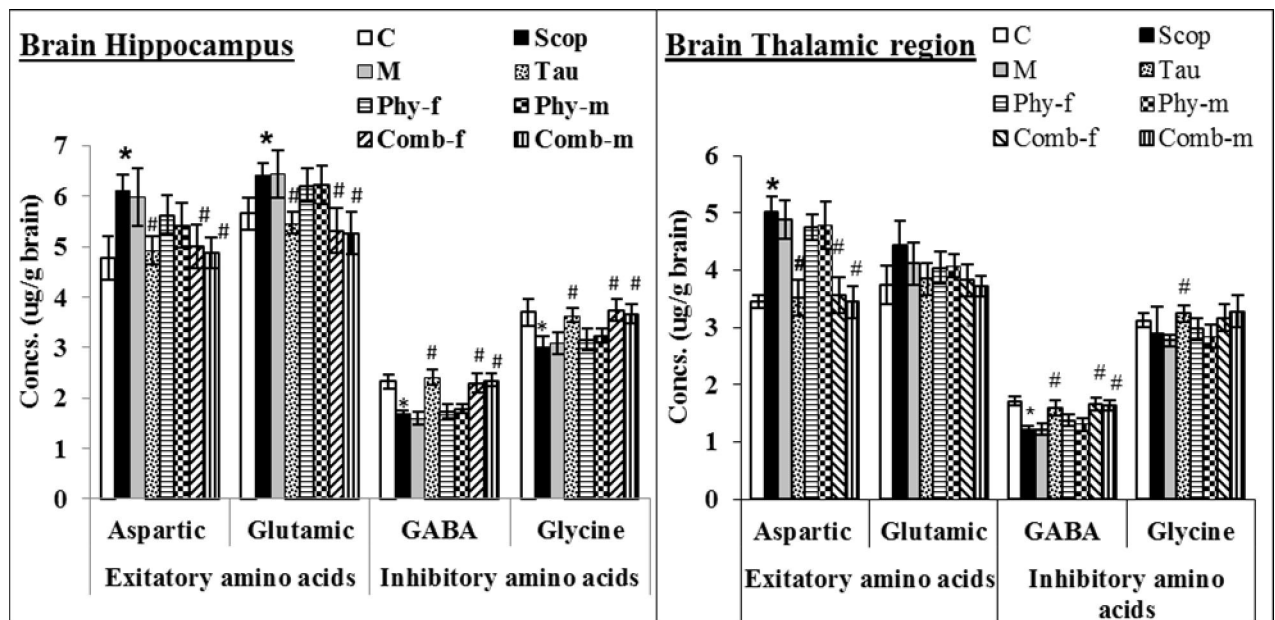 Brain Hippocampus
C
Scop
M
Tau
Phy-f
Phy-m
Comb-f
Comb-m
Concs. (ug/g brain)
7
6
5
4
3
2
1
0
*
*
#
#
#
#
#
#
*
#
#
#
*
#
#
#
Aspartic
Glutamic
GABA
Glycine
Exitatory amino acids
Inhibitory amino acids
Brain Thalamic region
C
Scop
M
Tau
Phy-f
Phy-m
Comb-f
Comb-m
Concs. (ug/g brain)
6
5
4
3
2
1
0
*
#
#
#
*
#
#
#
#
Aspartic
Glutamic
GABA
Glycine
Exitatory amino acids
Inhibitory amino
acids